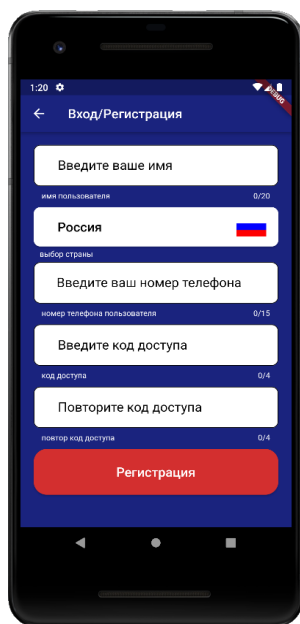 1:20
DEBUG
Вход/Регистрация
Введите ваше имя
имя пользователя 0/20
Россия
выбор страны
Введите ваш номер телефона
номер телефона пользователя 0/15
Введите код доступа
код доступа 0/4
Повторите код доступа
повтор код доступа 0/4
Регистрация